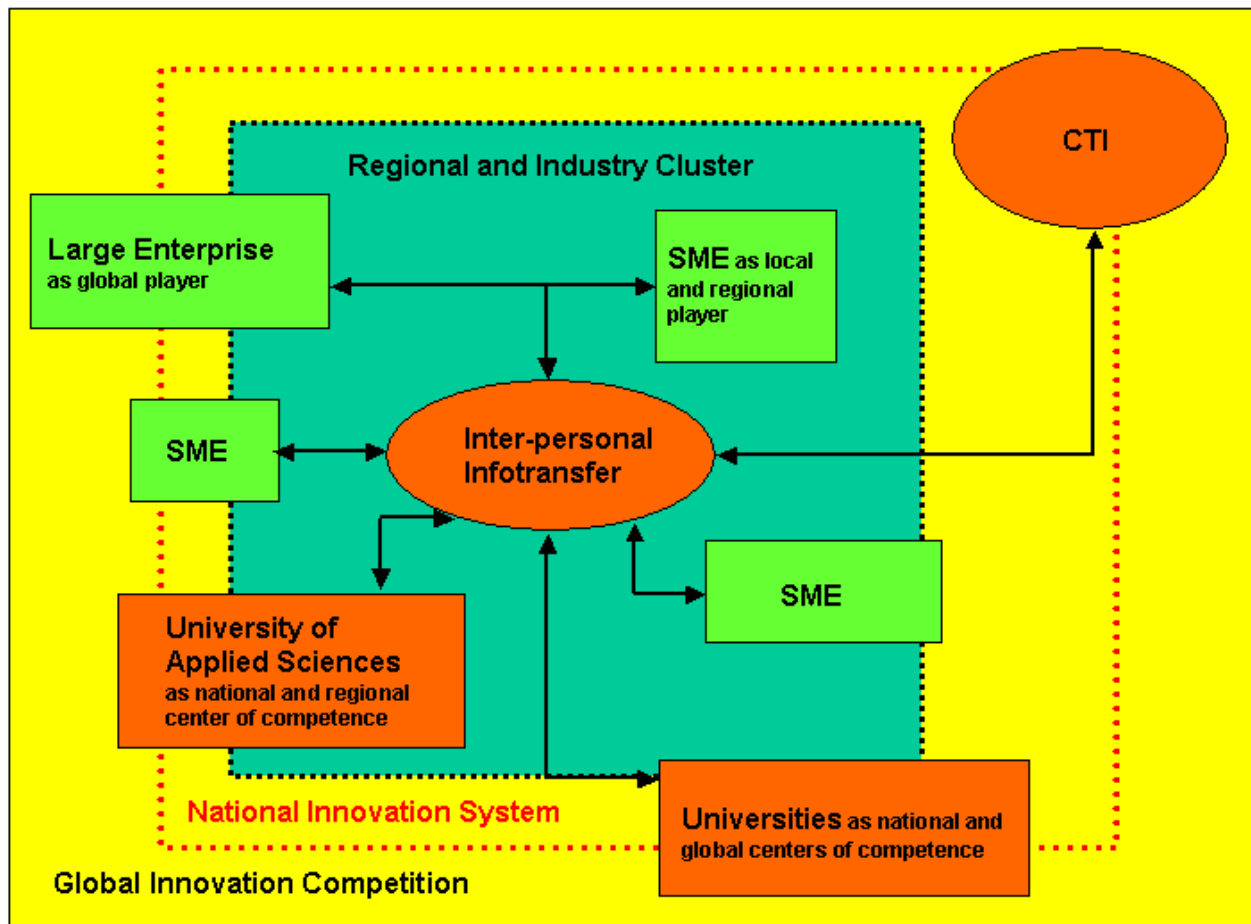 CTI
Regional and Industry Cluster
Large Enterprise
as global player
SME as local
and regional
player
Inter-personal
Infotransfer
SME
SME
University of
Applied Sciences
as national and regional
center of competence
National Innovation System
Universities as national and
global centers of competence
Global Innovation Competition